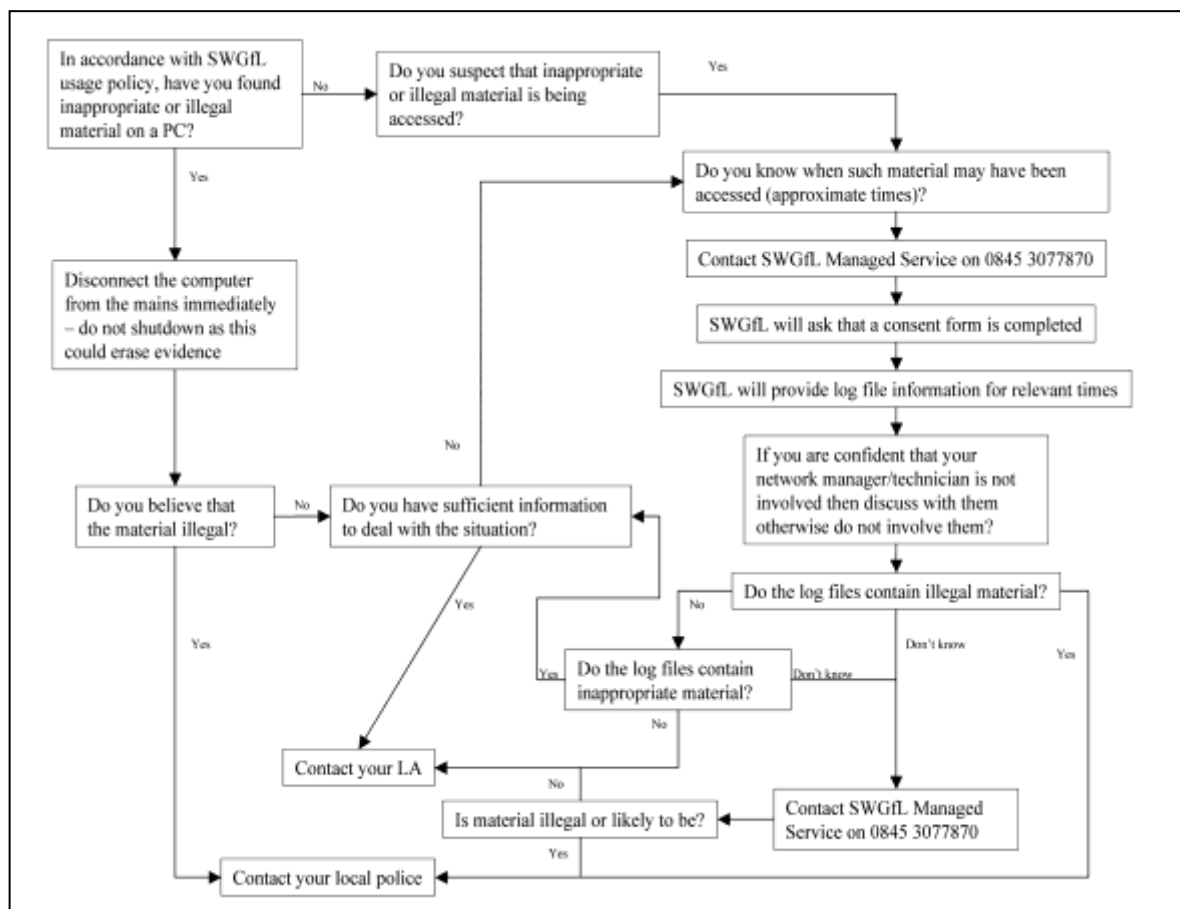 In accordance with SWGfL
usage policy, have you found
inappropriate or illegal
material on a PC?
No
Do you suspect that inappropriate
or illegal material is being
accessed?
Yes
Yes
Do you know when such material may have been
accessed (approximate times)?
Contact SWGfL Managed Service on 0845 3077870
Disconnect the computer
from the mains immediately
– do not shutdown as this
could erase evidence
SWGfL will ask that a consent form is completed
SWGfL will provide log file information for relevant times
No
If you are confident that your
network manager/technician is not
involved then discuss with them
otherwise do not involve them?
Do you believe that
the material illegal?
No
Do you have sufficient information
to deal with the situation?
Do the log files contain illegal material?
No
Yes
Yes
Don't know
Yes
Do the log files contain
inappropriate material?
Yes
Don't know
No
Contact your LA
No
Is material illegal or likely to be?
Contact SWGfL Managed
Service on 0845 3077870
Yes
Contact your local police